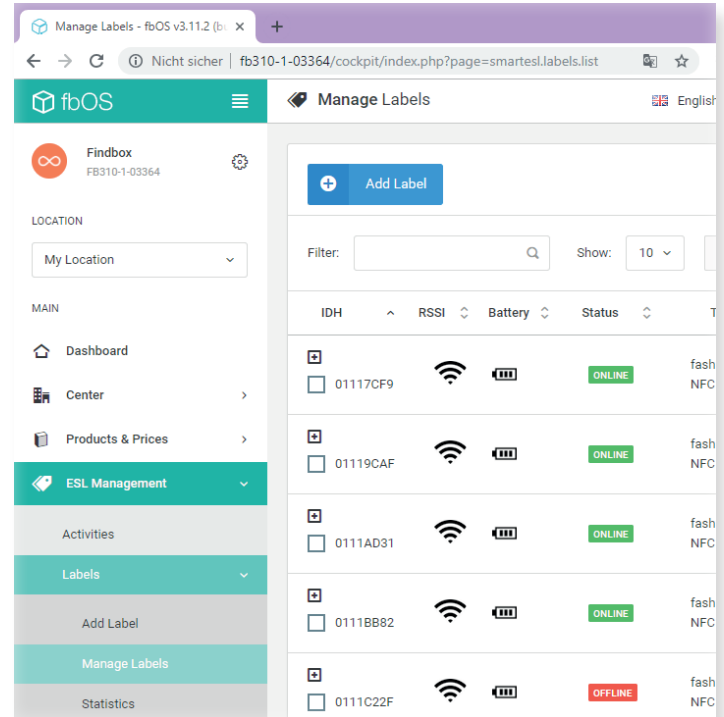 Manage Labels - fbOS v3.11.2 (b
Nicht sicher | fb310-1-03364/cockpit/index.php?page=smartesl.labels.list
fbOS
Manage Labels
English
Findbox
FB310-1-03364
Add Label
LOCATION
My Location
Filter:
Show:
10
MAIN
IDH
RSSI
Battery
Status
T
Dashboard
Center
Products & Prices
ESL Management
Activities
Labels
Add Label
Manage Labels
Statistics
01117CF9
ONLINE
fash
NFC
01119CAF
ONLINE
fash
NFC
0111AD31
ONLINE
fash
NFC
0111BB82
ONLINE
fash
NFC
0111C22F
OFFLINE
fash
NFC